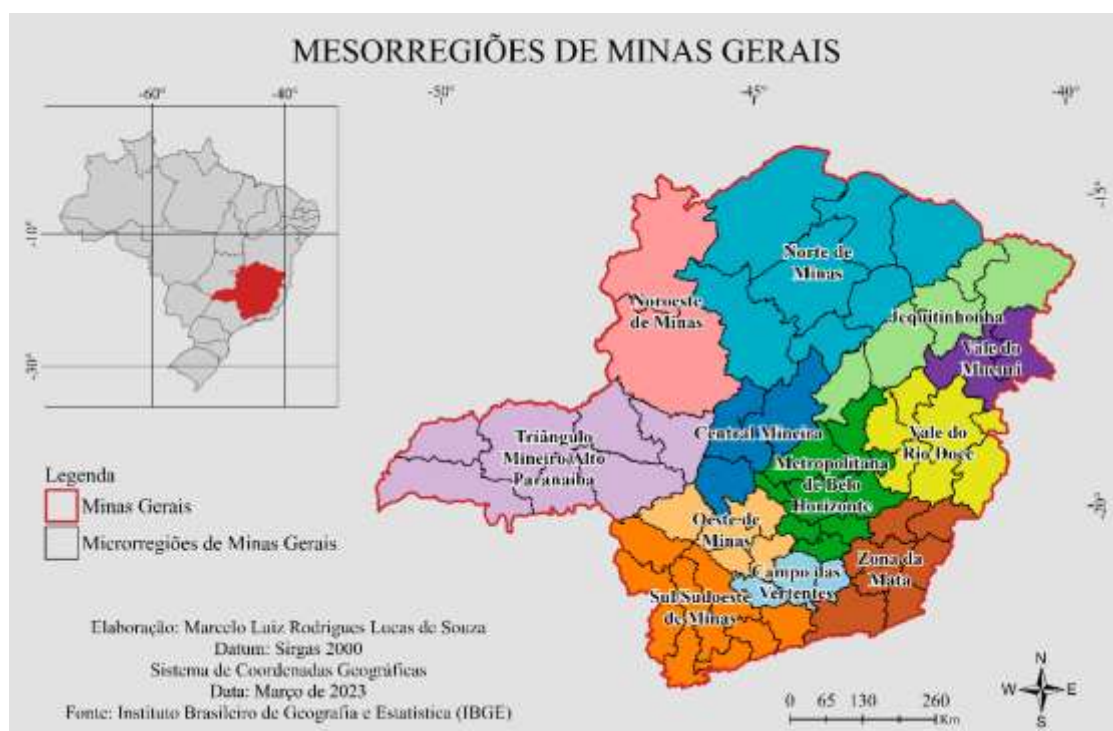 MESORREGIÕES DE MINAS GERAIS
-60°
-40°
-10°
-30°
-50°
-45°
-40°
-15°
-20°
Norte de
Minas
Noroeste
de Minas
Jequitinhonha
Vale do
Mucuri
Triângulo
Mineiro/Alto
Paranaíba
Central Mineira
Vale do
Rio Doce
Metropolitana
de Belo
Horizonte
Oeste de
Minas
Zona da
Mata
Campo das
Vertentes
Sul/Sudoeste
de Minas
Legenda
Minas Gerais
Microrregiões de Minas Gerais
Elaboração: Marcelo Luiz Rodrigues Lucas de Souza
Datum: Sirgas 2000
Sistema de Coordenadas Geográficas
Data: Março de 2023
Fonte: Instituto Brasileiro de Geografia e Estatística (IBGE)
0 65 130 260
Km
N
W E
S